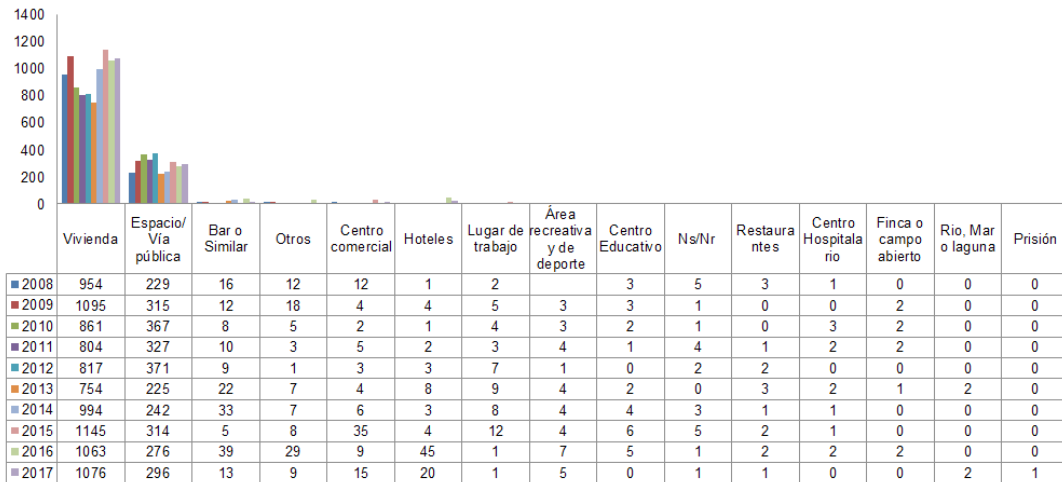 1400
1200
1000
800
600
400
200
0
Vivienda
Espacio/
Vía
pública
Bar o
Similar
Otros
Centro
comercial
Hoteles
Lugar de
trabajo
Área
recreativa
y de
deporte
Centro
Educativo
Ns/Nr
Restaura
ntes
Centro
Hospitala
rio
Finca o
campo
abierto
Rio, Mar
o laguna
Prisión
2008 954 229 16 12 12 1 2 3 5 3 1 0 0 0
2009 1095 315 12 18 4 4 5 3 3 1 0 0 2 0 0
2010 861 367 8 5 2 1 4 3 2 1 0 3 2 0 0
2011 804 327 10 3 5 2 3 4 1 4 1 2 2 0 0
2012 817 371 9 1 3 3 7 1 0 2 2 0 0 0 0
2013 754 225 22 7 4 8 9 4 2 0 3 2 1 2 0
2014 994 242 33 7 6 3 8 4 4 3 1 1 0 0 0
2015 1145 314 5 8 35 4 12 4 6 5 2 1 0 0 0
2016 1063 276 39 29 9 45 1 7 5 1 2 2 2 0 0
2017 1076 296 13 9 15 20 1 5 0 1 1 0 0 2 1